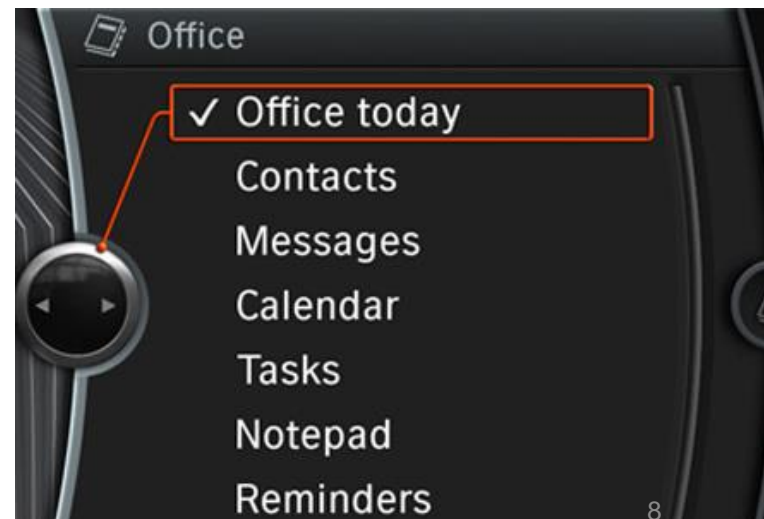 Office
✓ Office today
Contacts
Messages
Calendar
Tasks
Notepad
Reminders
8